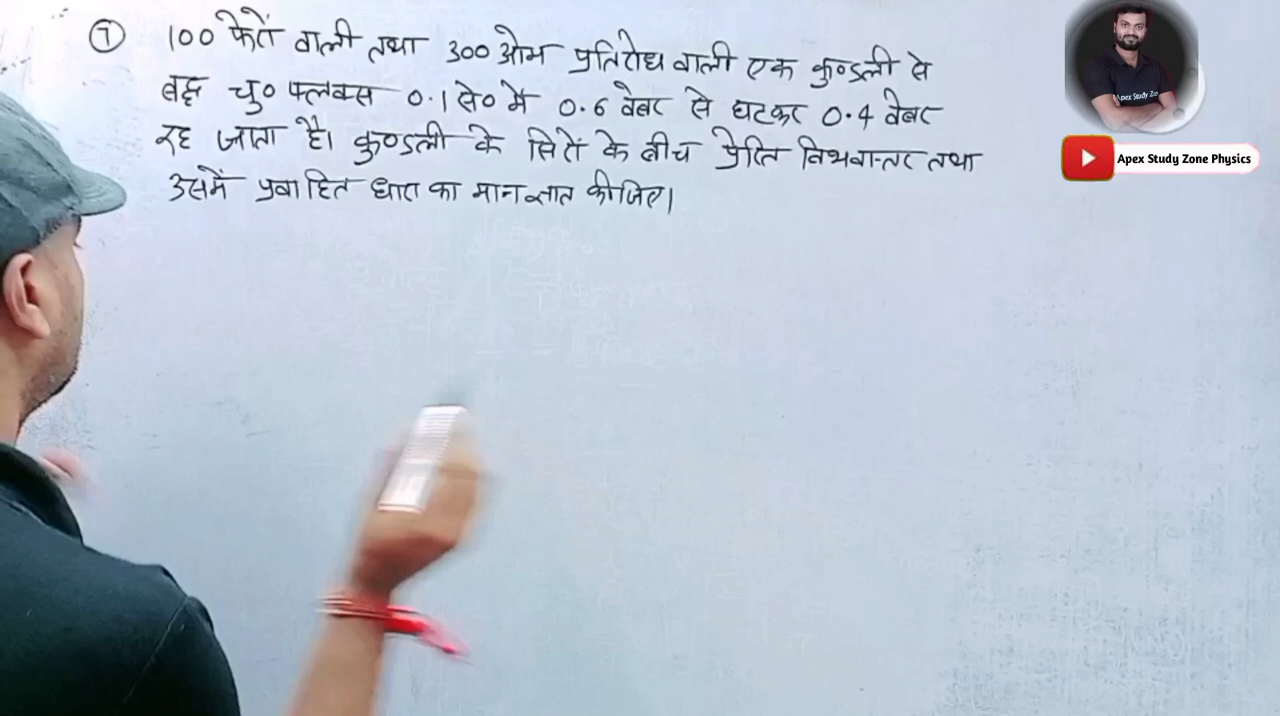 ⑦ 100 फेरों वाली तथा 300 ओम प्रतिरोध वाली एक कुण्डली से
बद्ध चु० फ्लक्स 0.1 से० में 0.6 वेबर से घटकर 0.4 वेबर
रह जाता है। कुण्डली के सिरों के बीच प्रेरित विभवान्तर तथा
उसमें प्रवाहित धारा का मान ज्ञात कीजिए।
Apex Study Zone Physics